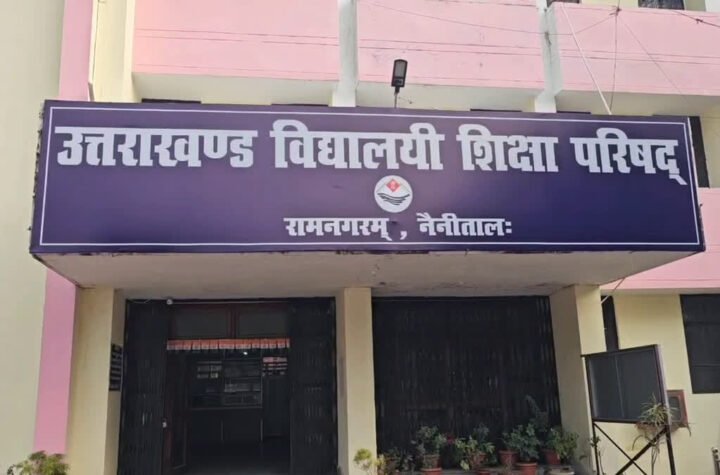 उत्तराखण्ड विद्यालयी शिक्षा परिषद्
रामनगरम् , नैनीतालः